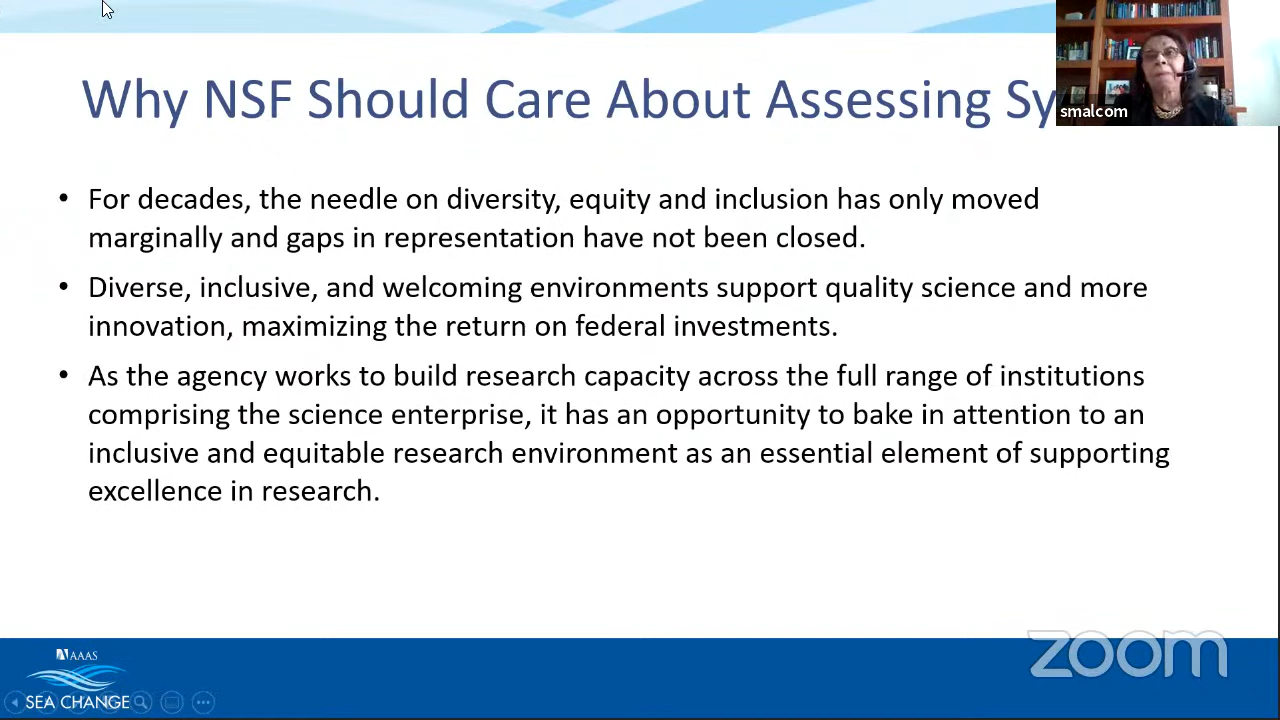 Why NSF Should Care About Assessing Sy
smalcom
• For decades, the needle on diversity, equity and inclusion has only moved
marginally and gaps in representation have not been closed.
• Diverse, inclusive, and welcoming environments support quality science and more
innovation, maximizing the return on federal investments.
• As the agency works to build research capacity across the full range of institutions
comprising the science enterprise, it has an opportunity to bake in attention to an
inclusive and equitable research environment as an essential element of supporting
excellence in research.
AAAS
SEA CHANGE
zoom